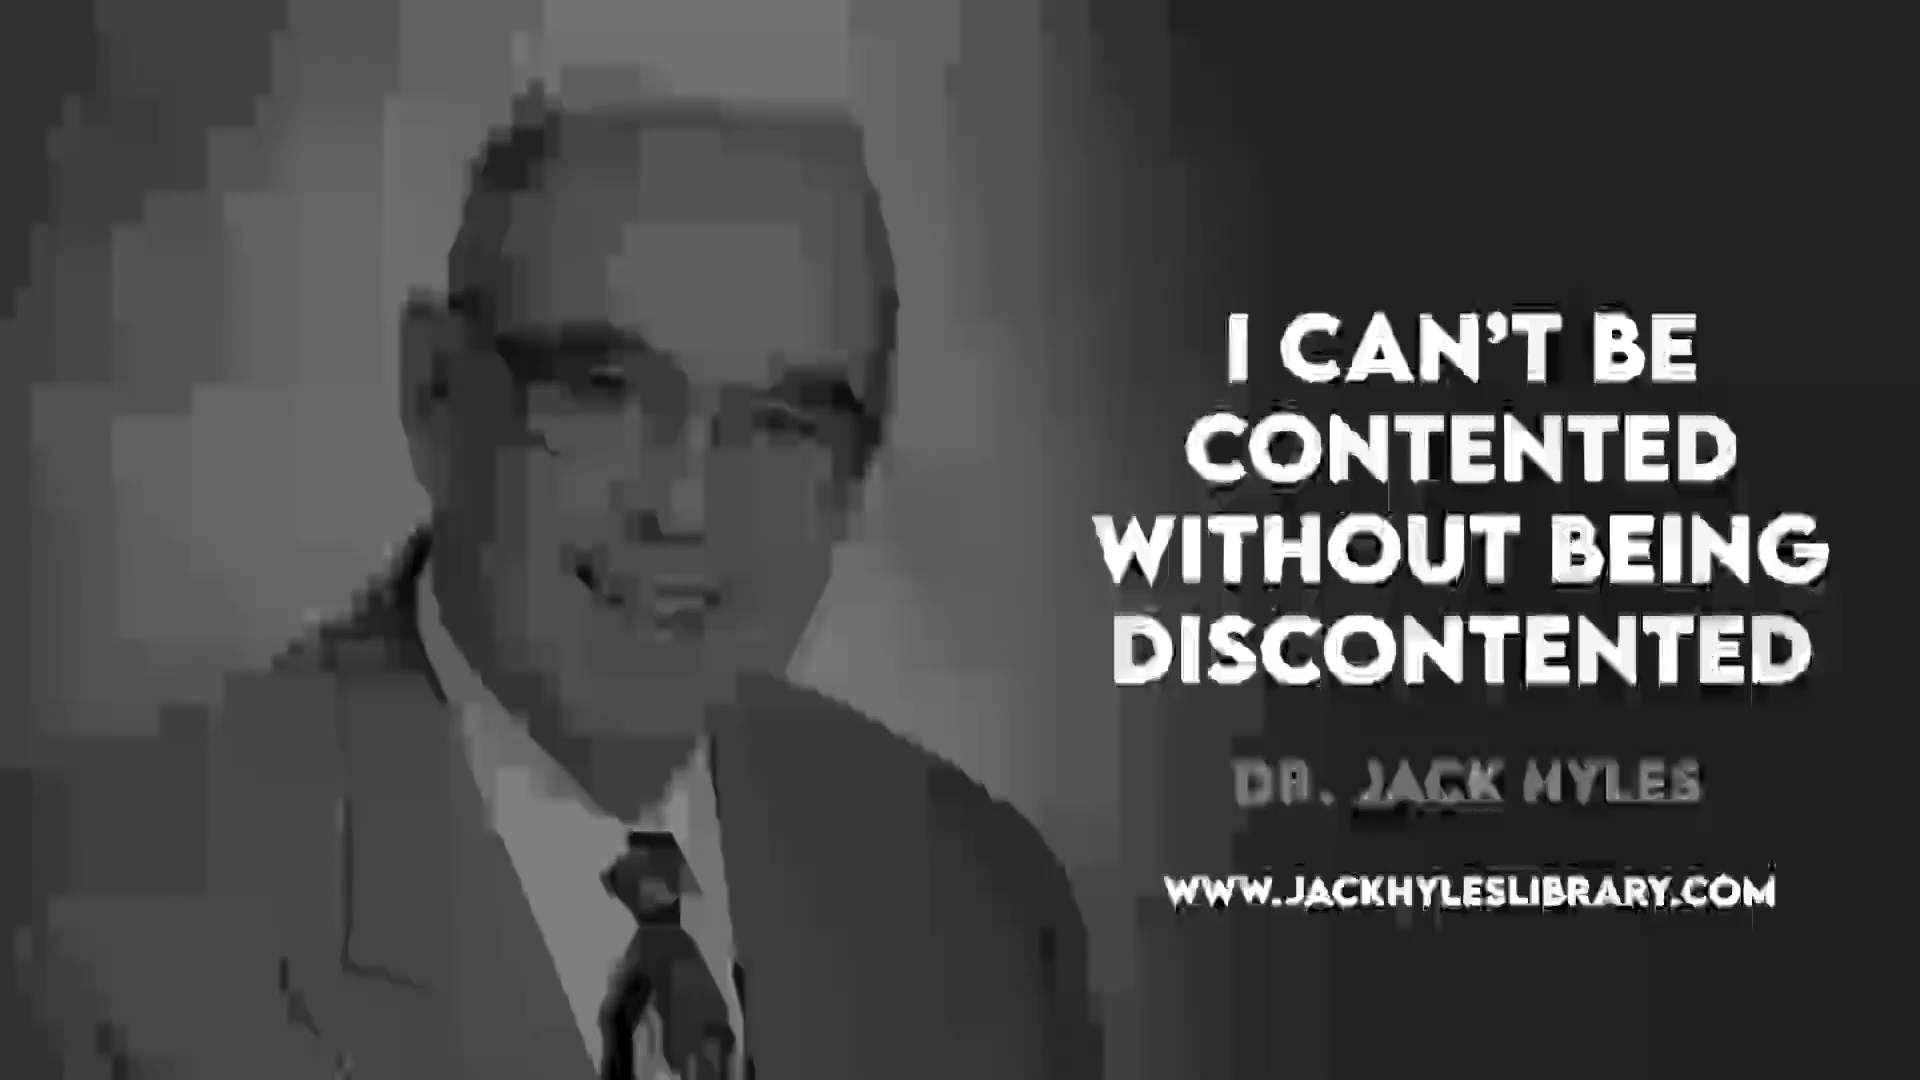 I CAN'T BE
CONTENTED
WITHOUT BEING
DISCONTENTED
DR. JACK HYLES
WWW.JACKHYLESLIBRARY.COM